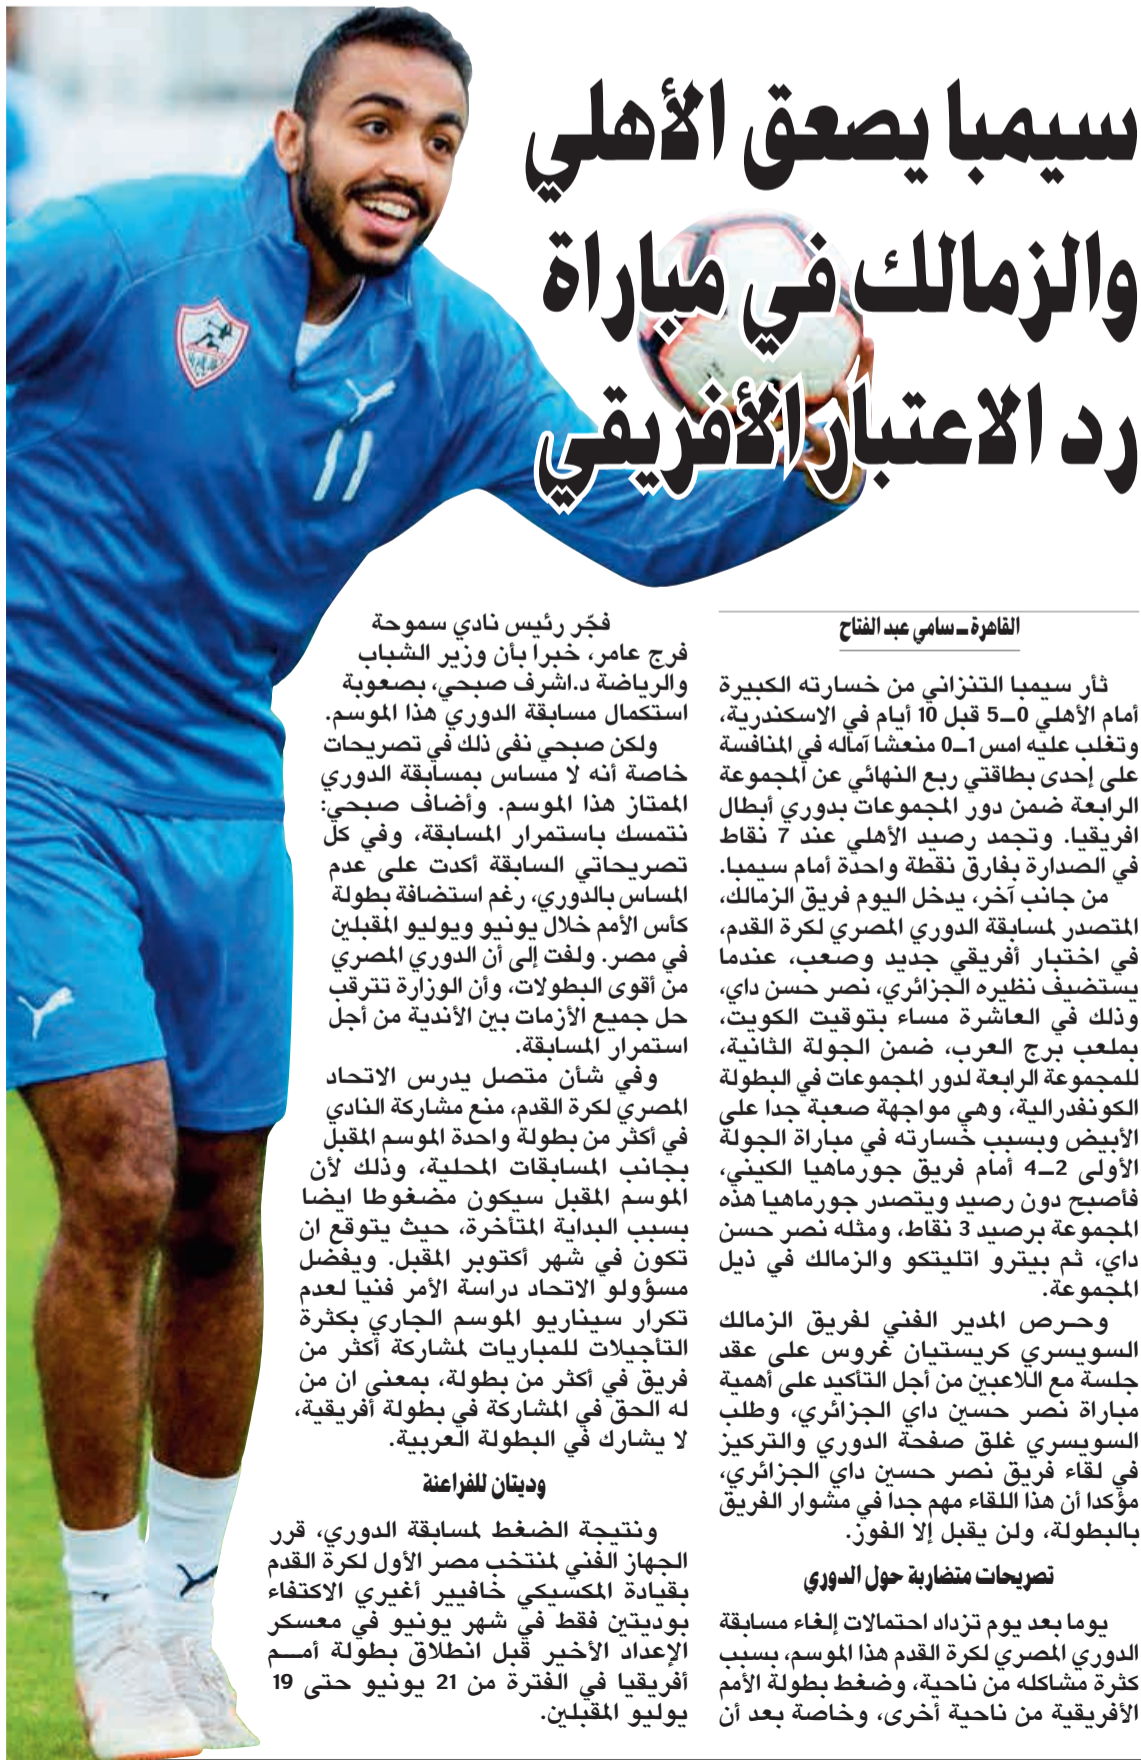 سيمبا يصعق الأهلي
والزمالك في مباراة
رد الاعتبار الأفريقي
القاهرة ــ سامي عبد الفتاح
ثأر سيمبا التنزاني من خسارته الكبيرة
أمام الأهلي 0ــ5 قبل 10 أيام في الاسكندرية،
وتغلب عليه امس 1ــ0 منعشا آماله في المنافسة
على إحدى بطاقتي ربع النهائي عن المجموعة
الرابعة ضمن دور المجموعات بدوري أبطال
افريقيا. وتجمد رصيد الأهلي عند 7 نقاط
في الصدارة بفارق نقطة واحدة أمام سيمبا.
من جانب آخر، يدخل اليوم فريق الزمالك،
المتصدر لمسابقة الدوري المصري لكرة القدم،
في اختبار أفريقي جديد وصعب، عندما
يستضيف نظيره الجزائري، نصر حسن داي،
وذلك في العاشرة مساء بتوقيت الكويت،
بملعب برج العرب، ضمن الجولة الثانية،
للمجموعة الرابعة لدور المجموعات في البطولة
الكونفدرالية، وهي مواجهة صعبة جدا على
الأبيض وبسبب خسارته في مباراة الجولة
الأولى 2ــ4 أمام فريق جورماهيا الكيني،
فأصبح دون رصيد ويتصدر جورماهيا هذه
المجموعة برصيد 3 نقاط، ومثله نصر حسن
داي، ثم بيترو اتليتكو والزمالك في ذيل
المجموعة.
وحـرص المدير الفني لفريق الزمالك
السويسري كريستيان غروس على عقد
جلسة مع اللاعبين من أجل التأكيد على أهمية
مباراة نصر حسين داي الجزائري، وطلب
السويسري غلق صفحة الدوري والتركيز
في لقاء فريق نصر حسين داي الجزائري،
مؤكدا أن هذا اللقاء مهم جدا في مشوار الفريق
بالبطولة، ولن يقبل إلا الفوز.
تصريحات متضاربة حول الدوري
يوما بعد يوم تزداد احتمالات إلغاء مسابقة
الدوري المصري لكرة القدم هذا الموسم، بسبب
كثرة مشاكله من ناحية، وضغط بطولة الأمم
الأفريقية من ناحية أخرى، وخاصة بعد أن
فجّر رئيس نادي سموحة
فرج عامر، خبرا بأن وزير الشباب
والرياضة د.اشرف صبحي، بصعوبة
استكمال مسابقة الدوري هذا الموسم.
ولكن صبحي نفى ذلك في تصريحات
خاصة أنه لا مساس بمسابقة الدوري
الممتاز هذا الموسم. وأضاف صبحي:
نتمسك باستمرار المسابقة، وفي كل
تصريحاتي السابقة أكدت على عدم
المساس بالدوري، رغم استضافة بطولة
كأس الأمم خلال يونيو ويوليو المقبلين
في مصر. ولفت إلى أن الدوري المصري
من أقوى البطولات، وأن الوزارة تترقب
حل جميع الأزمات بين الأندية من أجل
استمرار المسابقة.
وفي شأن متصل يدرس الاتحاد
المصري لكرة القدم، منع مشاركة النادي
في أكثر من بطولة واحدة الموسم المقبل
بجانب المسابقات المحلية، وذلك لأن
الموسم المقبل سيكون مضغوطا ايضا
بسبب البداية المتأخرة، حيث يتوقع ان
تكون في شهر أكتوبر المقبل. ويفضل
مسؤولو الاتحاد دراسة الأمر فنيا لعدم
تكرار سيناريو الموسم الجاري بكثرة
التأجيلات للمباريات لمشاركة أكثر من
فريق في أكثر من بطولة، بمعنى ان من
له الحق في المشاركة في بطولة أفريقية،
لا يشارك في البطولة العربية.
وديتان للفراعنة
ونتيجة الضغط لمسابقة الدوري، قرر
الجهاز الفني لمنتخب مصر الأول لكرة القدم
بقيادة المكسيكي خافيير أغيري الاكتفاء
بوديتين فقط في شهر يونيو في معسكر
الإعداد الأخير قبل انطلاق بطولة أمــم
أفريقيا في الفترة من 21 يونيو حتى 19
يوليو المقبلين.
11